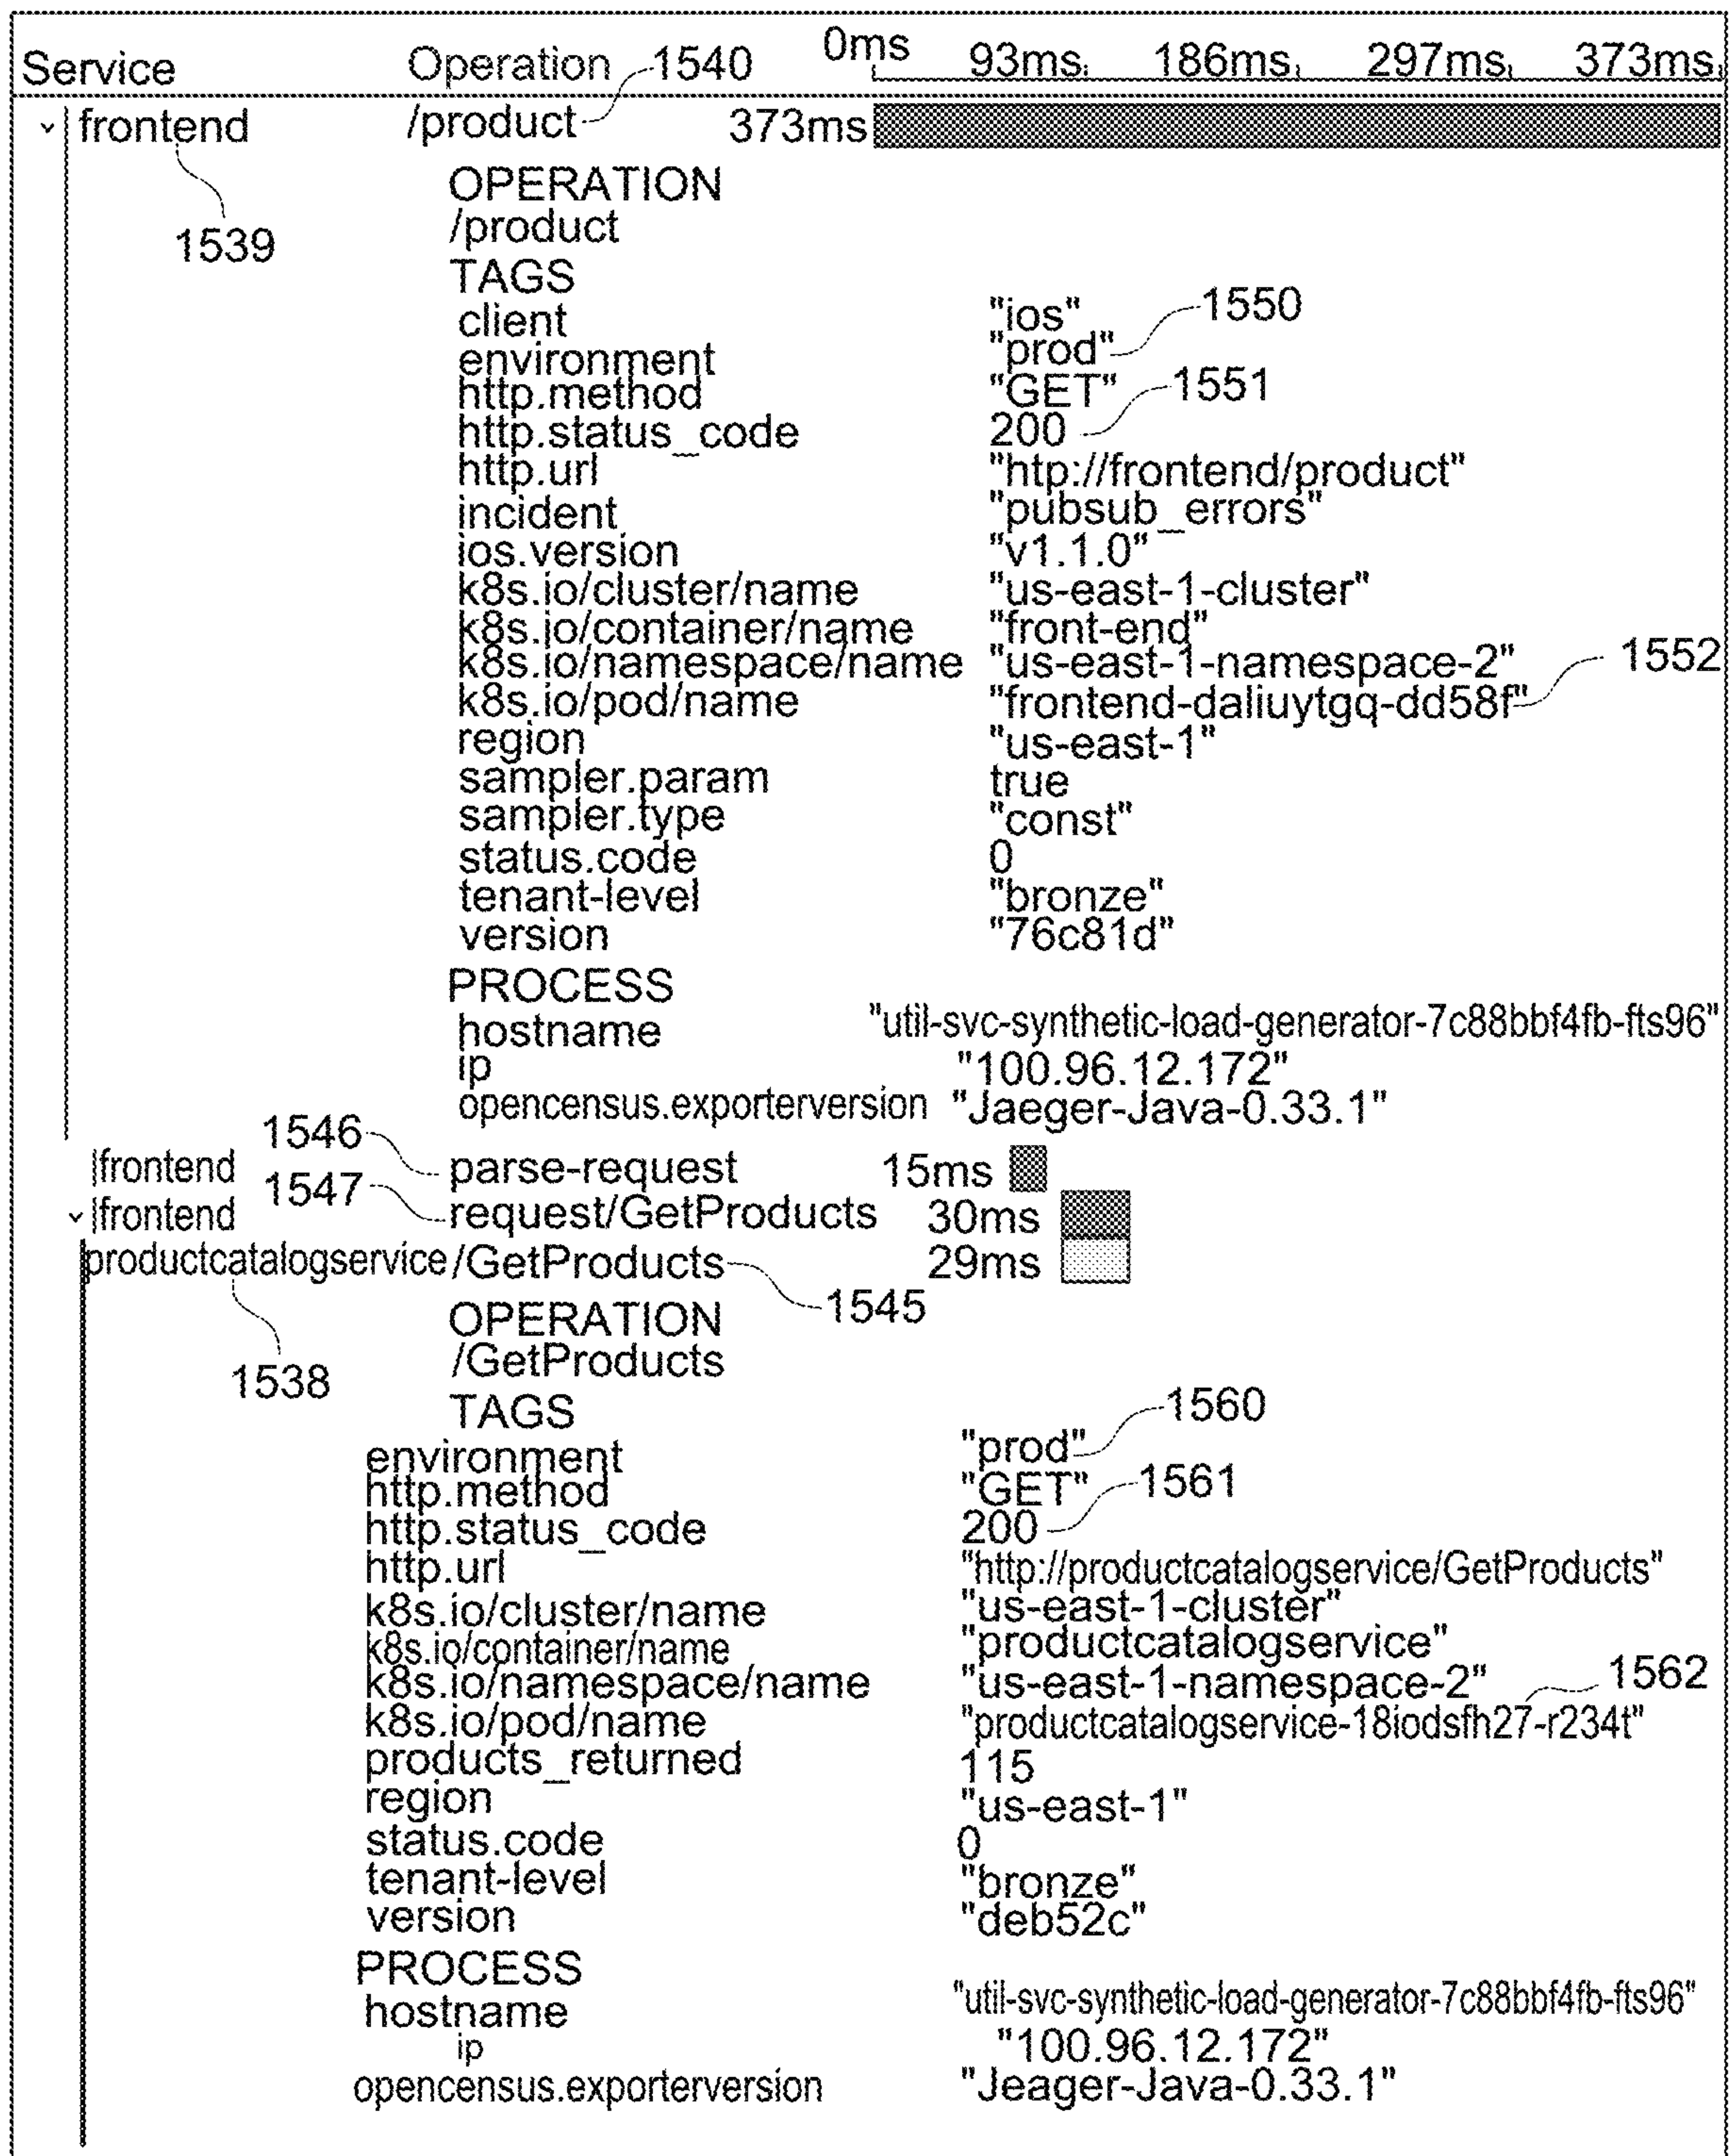 Service Operation 1540 0ms 93ms 186ms 297ms 373ms
frontend /product 373ms
1539
OPERATION
/product
TAGS
client "ios" 1550
environment "prod"
http.method "GET" 1551
http.status_code 200
http.url "htp://frontend/product"
incident "pubsub_errors"
ios.version "v1.1.0"
k8s.io/cluster/name "us-east-1-cluster"
k8s.io/container/name "front-end"
k8s.io/namespace/name "us-east-1-namespace-2" 1552
k8s.io/pod/name "frontend-daliuytgq-dd58f"
region "us-east-1"
sampler.param true
sampler.type "const"
status.code 0
tenant-level "bronze"
version "76c81d"
PROCESS
hostname "util-svc-synthetic-load-generator-7c88bbf4fb-fts96"
ip "100.96.12.172"
opencensus.exporterversion "Jaeger-Java-0.33.1"
1546
frontend parse-request 15ms
1547
frontend request/GetProducts 30ms
productcatalogservice /GetProducts 29ms
1545
OPERATION
/GetProducts
1538
TAGS 1560
environment "prod"
http.method "GET" 1561
http.status_code 200
http.url "http://productcatalogservice/GetProducts"
k8s.io/cluster/name "us-east-1-cluster"
k8s.io/container/name "productcatalogservice"
k8s.io/namespace/name "us-east-1-namespace-2" 1562
k8s.io/pod/name "productcatalogservice-18iodsfh27-r234t"
products_returned 115
region "us-east-1"
status.code 0
tenant-level "bronze"
version "deb52c"
PROCESS
hostname "util-svc-synthetic-load-generator-7c88bbf4fb-fts96"
ip "100.96.12.172"
opencensus.exporterversion "Jeager-Java-0.33.1"